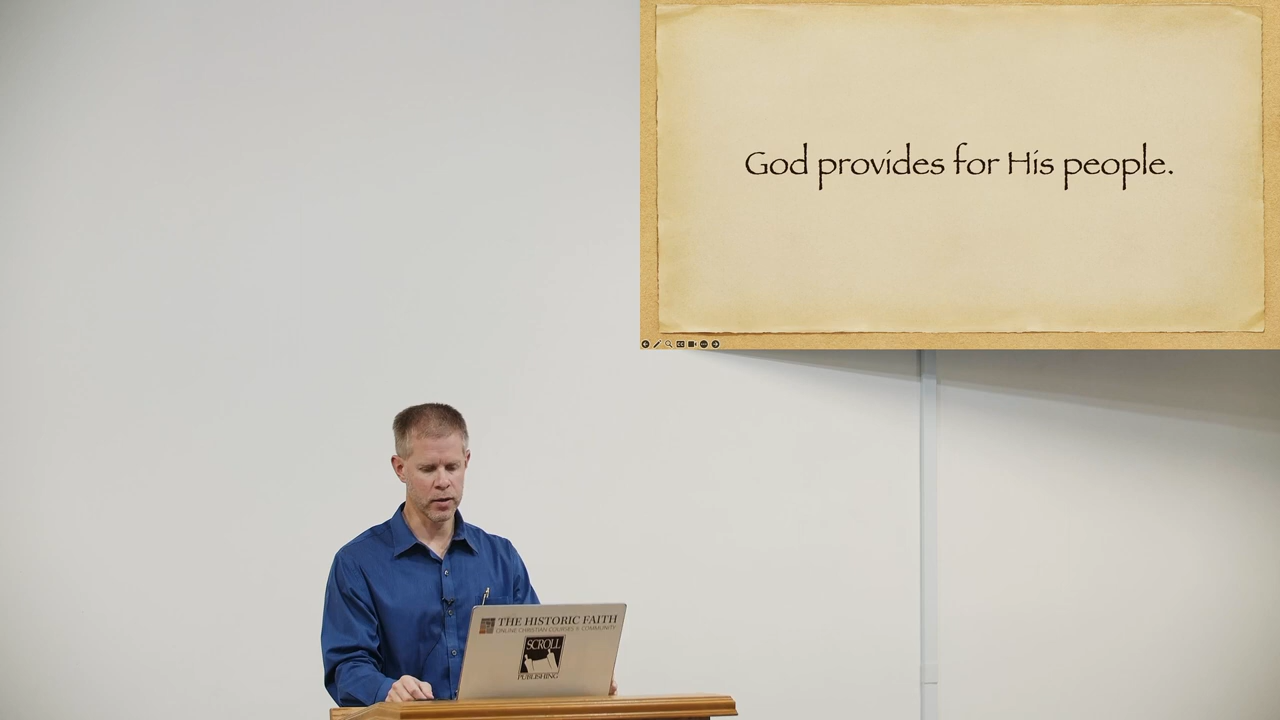 God provides for His people.
THE HISTORIC FAITH
ONLINE CHRISTIAN COURSES & COMMUNITY
SCROLL
PUBLISHING